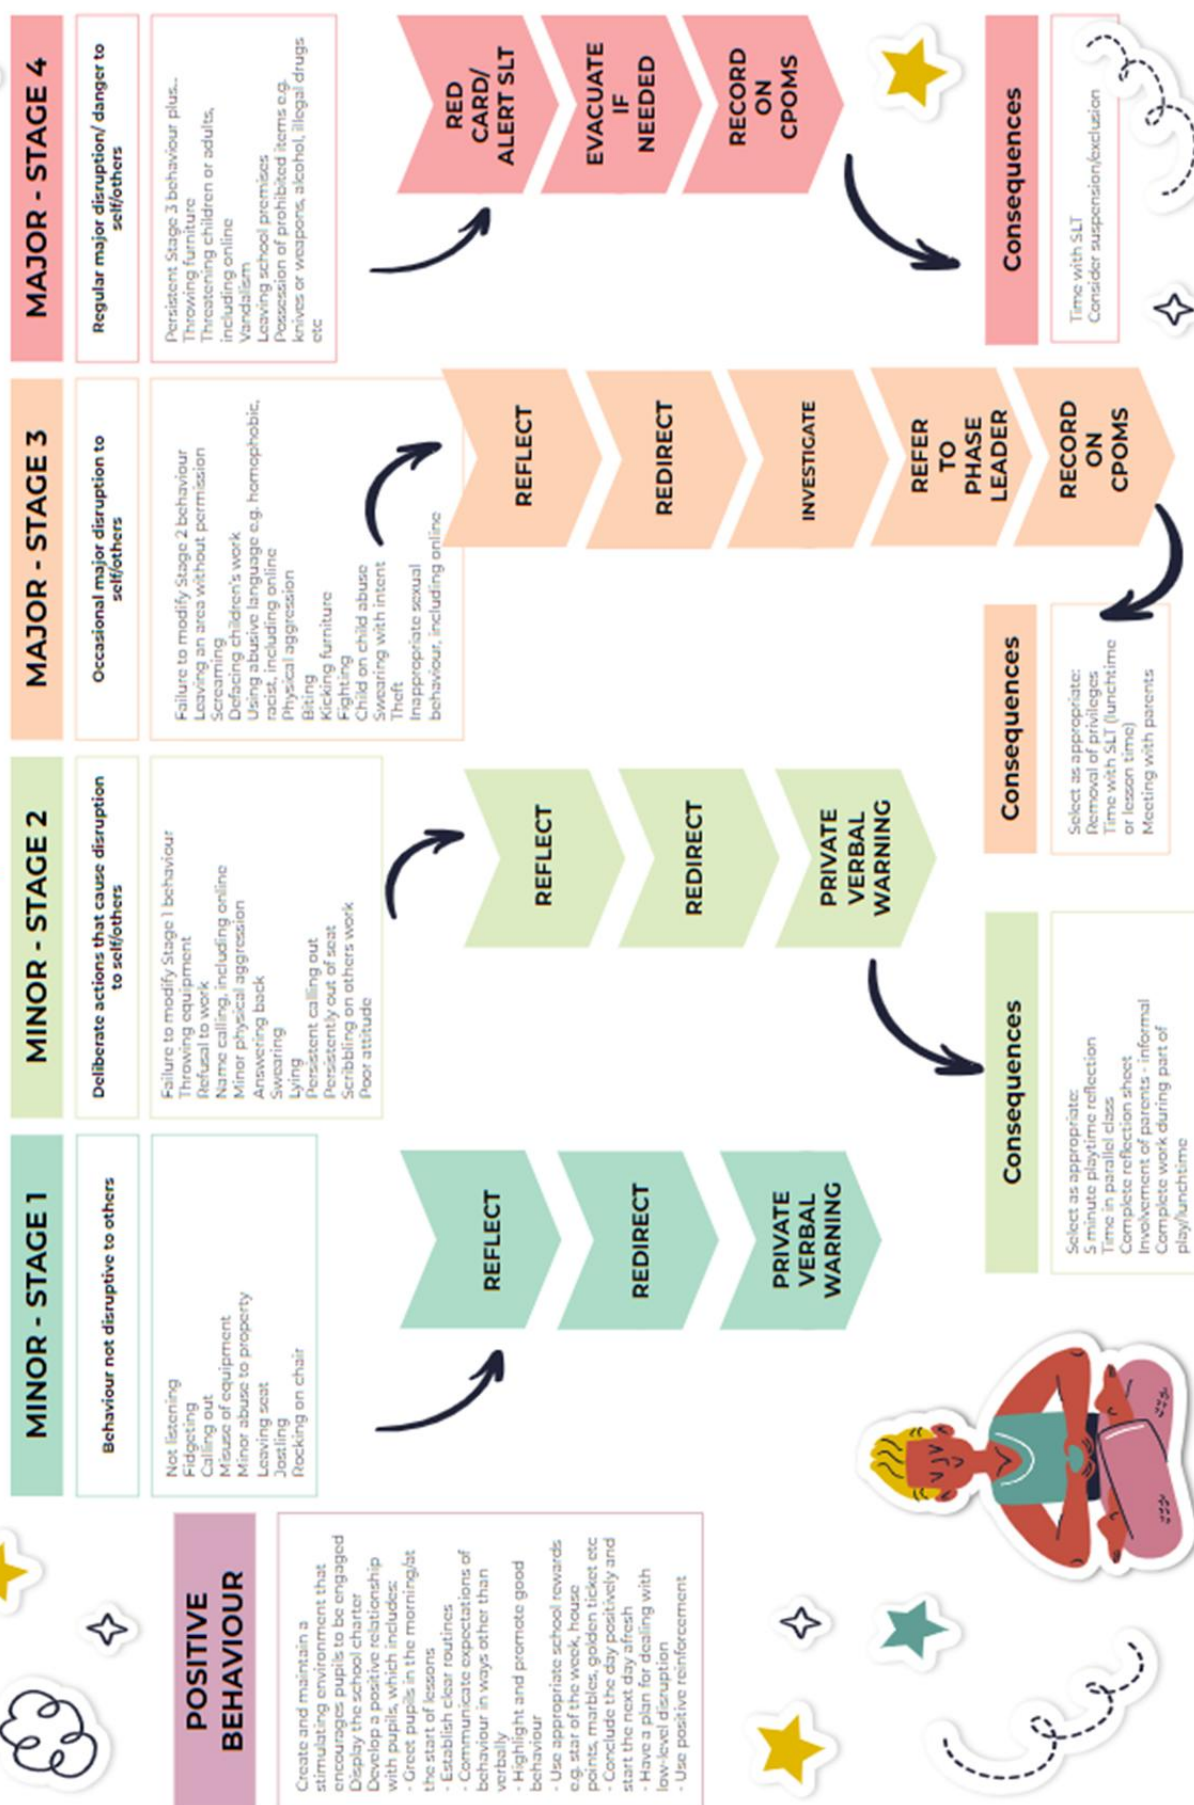 POSITIVE
BEHAVIOUR
Create and maintain a
stimulating environment that
encourages pupils to be engaged
Display the school charter
Develop a positive relationship
with pupils, which includes:
- Greet pupils in the morning/at
the start of lessons
- Establish clear routines
- Communicate expectations of
behaviour in ways other than
verbally
- Highlight and promote good
behaviour
- Use appropriate school rewards
e.g. star of the week, house
points, marbles, golden ticket etc
- Conclude the day positively and
start the next day afresh
- Have a plan for dealing with
low-level disruption
- Use positive reinforcement
MINOR - STAGE 1
Behaviour not disruptive to others
Not listening
Fidgeting
Calling out
Misuse of equipment
Minor abuse to property
Leaving seat
Jostling
Rocking on chair
REFLECT
REDIRECT
PRIVATE
VERBAL
WARNING
MINOR - STAGE 2
Deliberate actions that cause disruption
to self/others
Failure to modify Stage 1 behaviour
Throwing equipment
Refusal to work
Name calling, including online
Minor physical aggression
Answering back
Swearing
Lying
Persistent calling out
Persistently out of seat
Scribbling on others work
Poor attitude
REFLECT
REDIRECT
PRIVATE
VERBAL
WARNING
Consequences
Select as appropriate:
5 minute playtime reflection
Time in parallel class
Complete reflection sheet
Involvement of parents - informal
Complete work during part of
play/lunchtime
MAJOR - STAGE 3
Occasional major disruption to
self/others
Failure to modify Stage 2 behaviour
Leaving an area without permission
Screaming
Defacing children's work
Using abusive language e.g. homophobic,
racist, including online
Physical aggression
Biting
Kicking furniture
Fighting
Child on child abuse
Swearing with intent
Theft
Inappropriate sexual
behaviour, including online
REFLECT
REDIRECT
INVESTIGATE
REFER
TO
PHASE
LEADER
RECORD
ON
CPOMS
Consequences
Select as appropriate:
Removal of privileges
Time with SLT (lunchtime
or lesson time)
Meeting with parents
MAJOR - STAGE 4
Regular major disruption/ danger to
self/others
Persistent Stage 3 behaviour plus...
Throwing furniture
Threatening children or adults,
including online
Vandalism
Leaving school premises
Possession of prohibited items e.g.
knives or weapons, alcohol, illegal drugs
etc
RED
CARD/
ALERT SLT
EVACUATE
IF
NEEDED
RECORD
ON
CPOMS
Consequences
Time with SLT
Consider suspension/exclusion